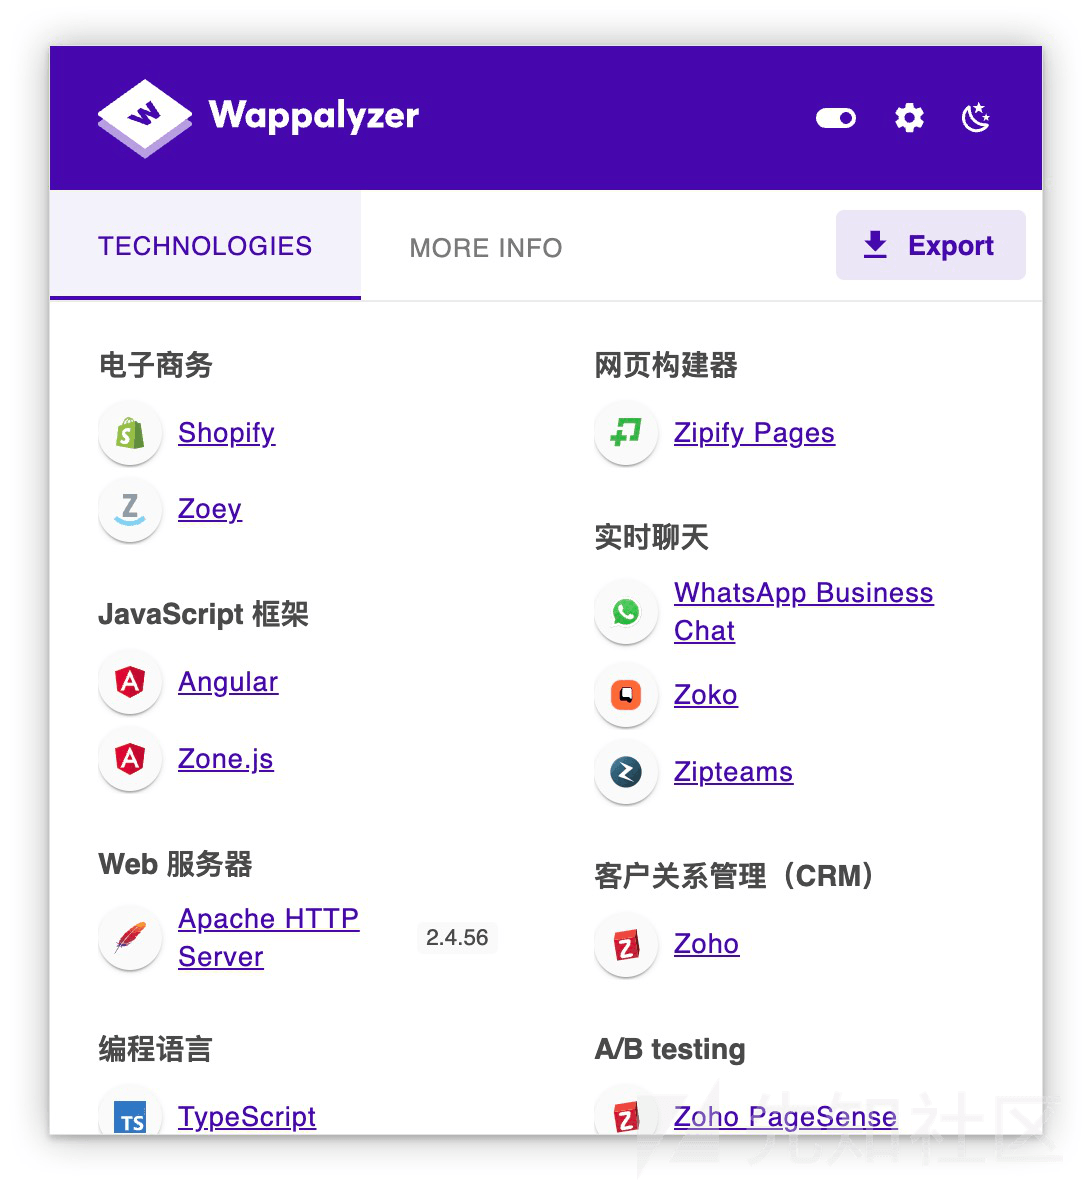 Wappalyzer
TECHNOLOGIES
MORE INFO
Export
电子商务
Shopify
Zoey
JavaScript 框架
Angular
Zone.js
Web 服务器
Apache HTTP
Server
2.4.56
编程语言
TypeScript
网页构建器
Zipify Pages
实时聊天
WhatsApp Business
Chat
Zoko
Zipteams
客户关系管理（CRM）
Zoho
A/B testing
Zoho PageSense
先知社区